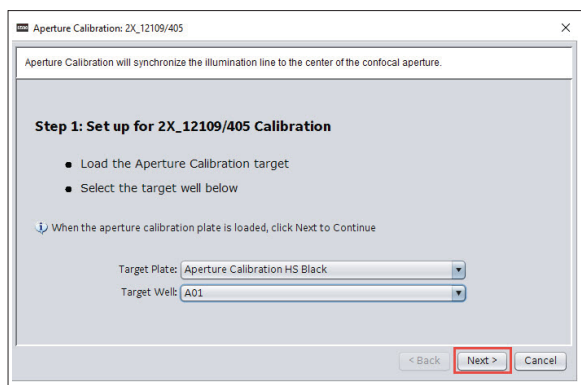 Aperture Calibration: 2X_12109/405
Aperture Calibration will synchronize the illumination line to the center of the confocal aperture.
Step 1: Set up for 2X_12109/405 Calibration
Load the Aperture Calibration target
Select the target well below
When the aperture calibration plate is loaded, click Next to Continue
Target Plate: Aperture Calibration HS Black
Target Well: A01
< Back Next > Cancel